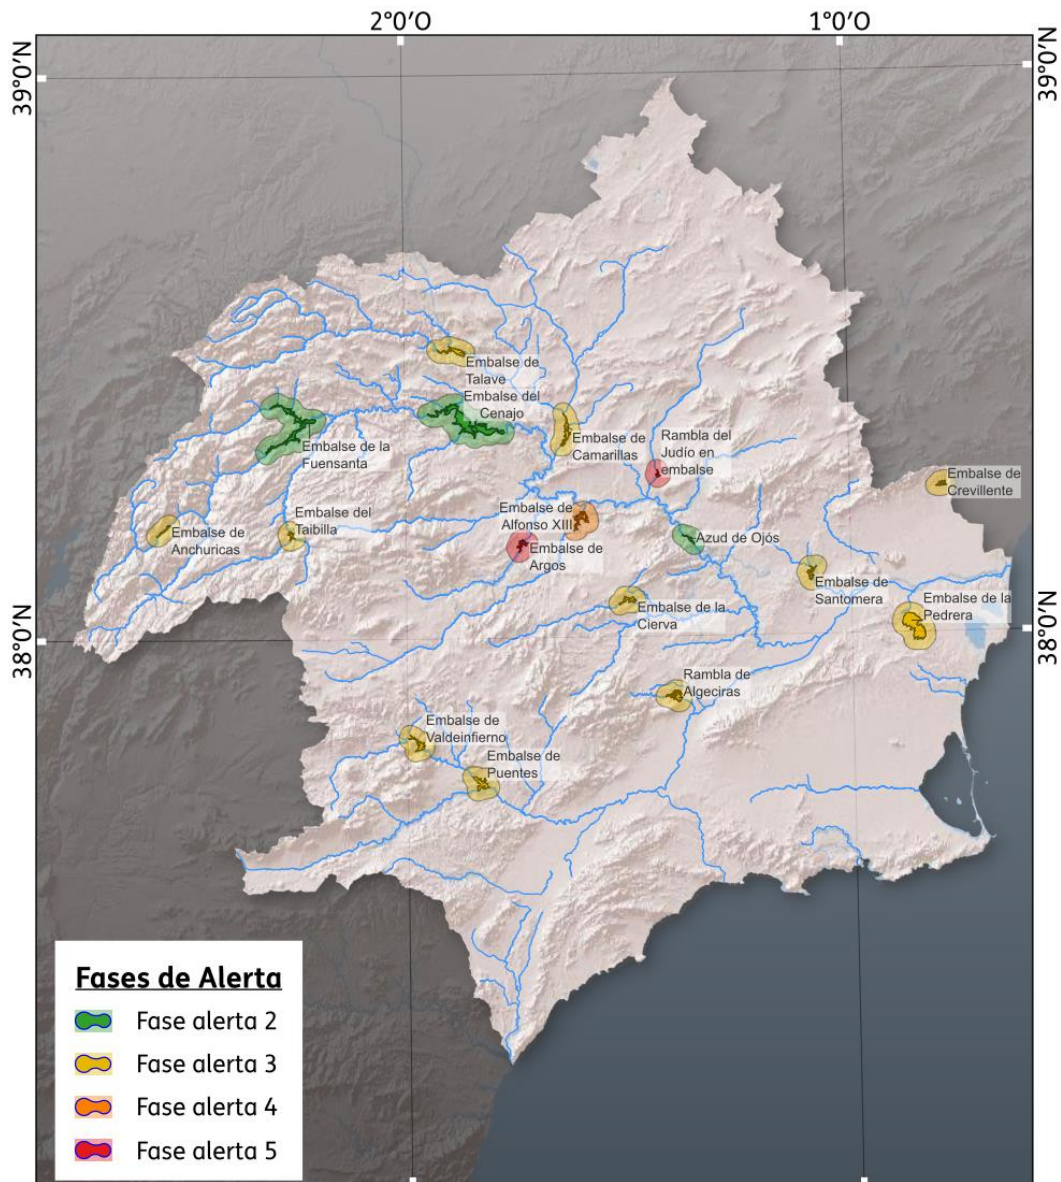 2°0'O
1°0'O
39°0'N
39°0'N
Embalse de
Talave
Embalse del
Cenajo
Embalse de la
Fuensanta
Embalse de
Camarillas
Rambla del
Judío en
embalse
Embalse de
Crevillente
Embalse de
Anchuricas
Embalse del
Taibilla
Embalse de
Alfonso XIII
Embalse de
Argos
Azud de Ojós
Embalse de
Santomera
Embalse de la
Pedrera
Embalse de la
Cierva
38°0'N
38°0'N
Rambla de
Algeciras
Embalse de
Valdeinfierno
Embalse de
Puentes
Fases de Alerta
Fase alerta 2
Fase alerta 3
Fase alerta 4
Fase alerta 5